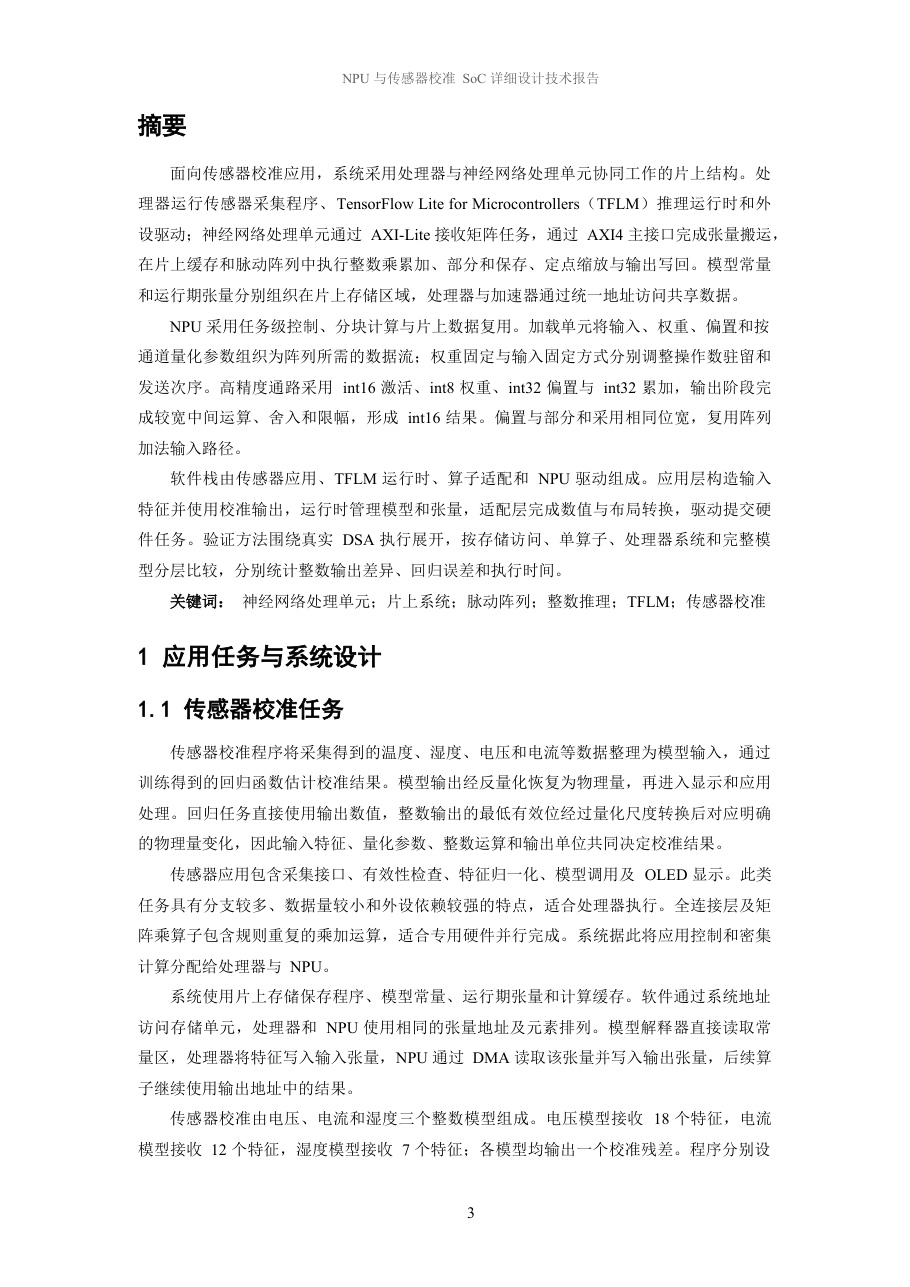 NPU 与传感器校准 SoC 详细设计技术报告
摘要
面向传感器校准应用，系统采用处理器与神经网络处理单元协同工作的片上结构。处
理器运行传感器采集程序、TensorFlow Lite for Microcontrollers（TFLM）推理运行时和外
设驱动；神经网络处理单元通过 AXI-Lite 接收矩阵任务，通过 AXI4 主接口完成张量搬运，
在片上缓存和脉动阵列中执行整数乘累加、部分和保存、定点缩放与输出写回。模型常量
和运行期张量分别组织在片上存储区域，处理器与加速器通过统一地址访问共享数据。
NPU 采用任务级控制、分块计算与片上数据复用。加载单元将输入、权重、偏置和按
通道量化参数组织为阵列所需的数据流；权重固定与输入固定方式分别调整操作数驻留和
发送次序。高精度通路采用 int16 激活、int8 权重、int32 偏置与 int32 累加，输出阶段完
成较宽中间运算、舍入和限幅，形成 int16 结果。偏置与部分和采用相同位宽，复用阵列
加法输入路径。
软件栈由传感器应用、TFLM 运行时、算子适配和 NPU 驱动组成。应用层构造输入
特征并使用校准输出，运行时管理模型和张量，适配层完成数值与布局转换，驱动提交硬
件任务。验证方法围绕真实 DSA 执行展开，按存储访问、单算子、处理器系统和完整模
型分层比较，分别统计整数输出差异、回归误差和执行时间。
关键词： 神经网络处理单元；片上系统；脉动阵列；整数推理；TFLM；传感器校准
1 应用任务与系统设计
1.1 传感器校准任务
传感器校准程序将采集得到的温度、湿度、电压和电流等数据整理为模型输入，通过
训练得到的回归函数估计校准结果。模型输出经反量化恢复为物理量，再进入显示和应用
处理。回归任务直接使用输出数值，整数输出的最低有效位经过量化尺度转换后对应明确
的物理量变化，因此输入特征、量化参数、整数运算和输出单位共同决定校准结果。
传感器应用包含采集接口、有效性检查、特征归一化、模型调用及 OLED 显示。此类
任务具有分支较多、数据量较小和外设依赖较强的特点，适合处理器执行。全连接层及矩
阵乘算子包含规则重复的乘加运算，适合专用硬件并行完成。系统据此将应用控制和密集
计算分配给处理器与 NPU。
系统使用片上存储保存程序、模型常量、运行期张量和计算缓存。软件通过系统地址
访问存储单元，处理器和 NPU 使用相同的张量地址及元素排列。模型解释器直接读取常
量区，处理器将特征写入输入张量，NPU 通过 DMA 读取该张量并写入输出张量，后续算
子继续使用输出地址中的结果。
传感器校准由电压、电流和湿度三个整数模型组成。电压模型接收 18 个特征，电流
模型接收 12 个特征，湿度模型接收 7 个特征；各模型均输出一个校准残差。程序分别设
3